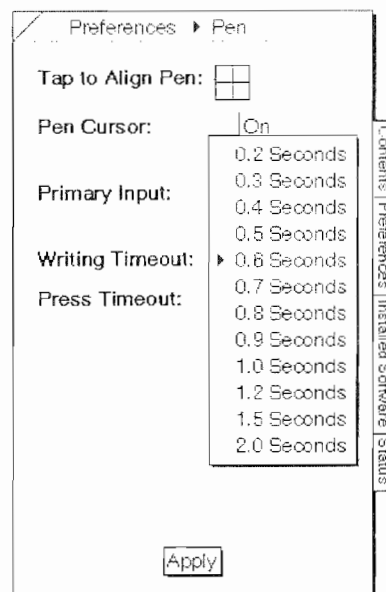 Preferences ▸ Pen
Tap to Align Pen:
Pen Cursor: On
Primary Input:
Writing Timeout:
Press Timeout:
0.2 Seconds
0.3 Seconds
0.4 Seconds
0.5 Seconds
▸ 0.6 Seconds
0.7 Seconds
0.8 Seconds
0.9 Seconds
1.0 Seconds
1.2 Seconds
1.5 Seconds
2.0 Seconds
Apply
Contents
Preferences
Installed Software
Status